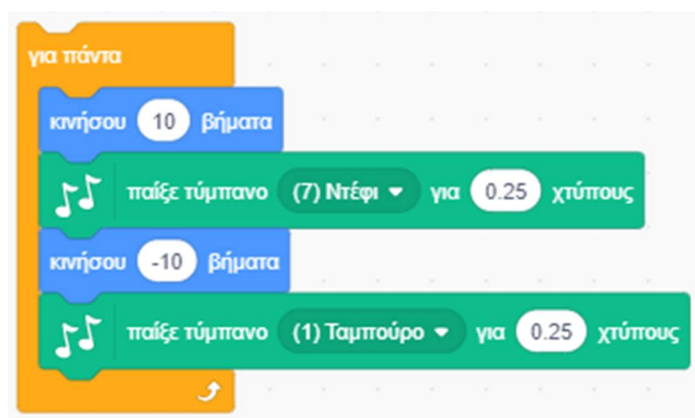 για πάντα
κινήσου 10 βήματα
παίξε τύμπανο (7) Ντέφι για 0.25 χτύπους
κινήσου -10 βήματα
παίξε τύμπανο (1) Ταμπούρο για 0.25 χτύπους